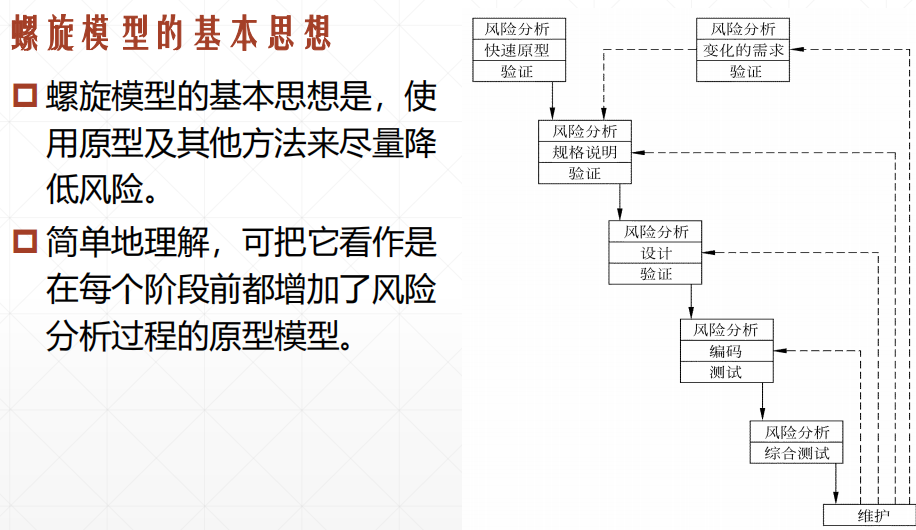 螺旋模型的基本思想
螺旋模型的基本思想是，使
用原型及其他方法来尽量降
低风险。
简单地理解，可把它看作是
在每个阶段前都增加了风险
分析过程的原型模型。
风险分析
快速原型
验证
风险分析
变化的需求
验证
风险分析
规格说明
验证
风险分析
设计
验证
风险分析
编码
测试
风险分析
综合测试
维护